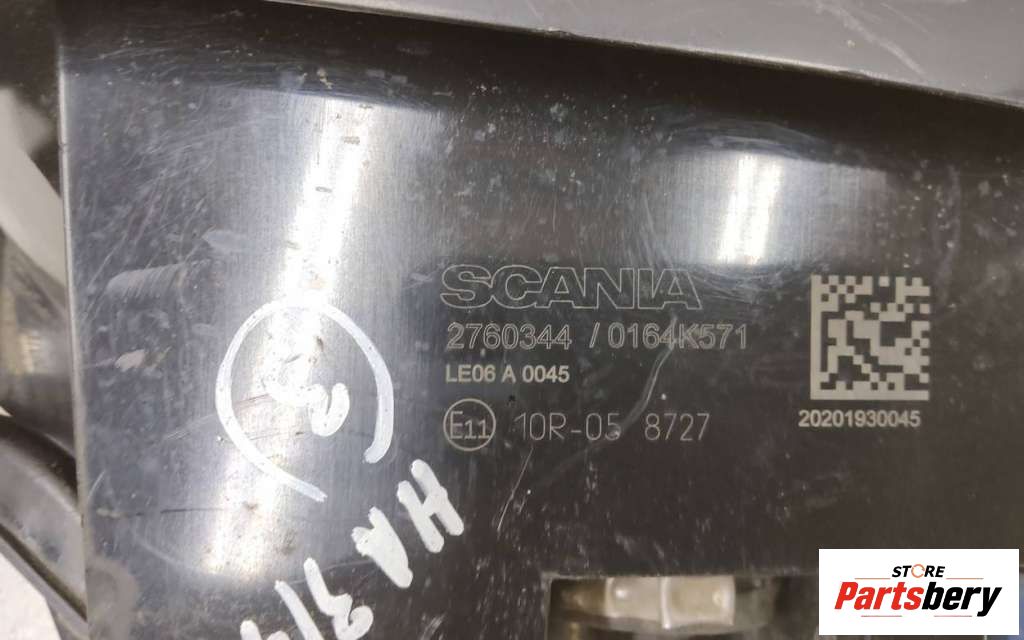 SCANIA
2760344 / 0164K571
LE06 A 0045
E11 10R-05 8727
20201930045
STORE
Partsbery